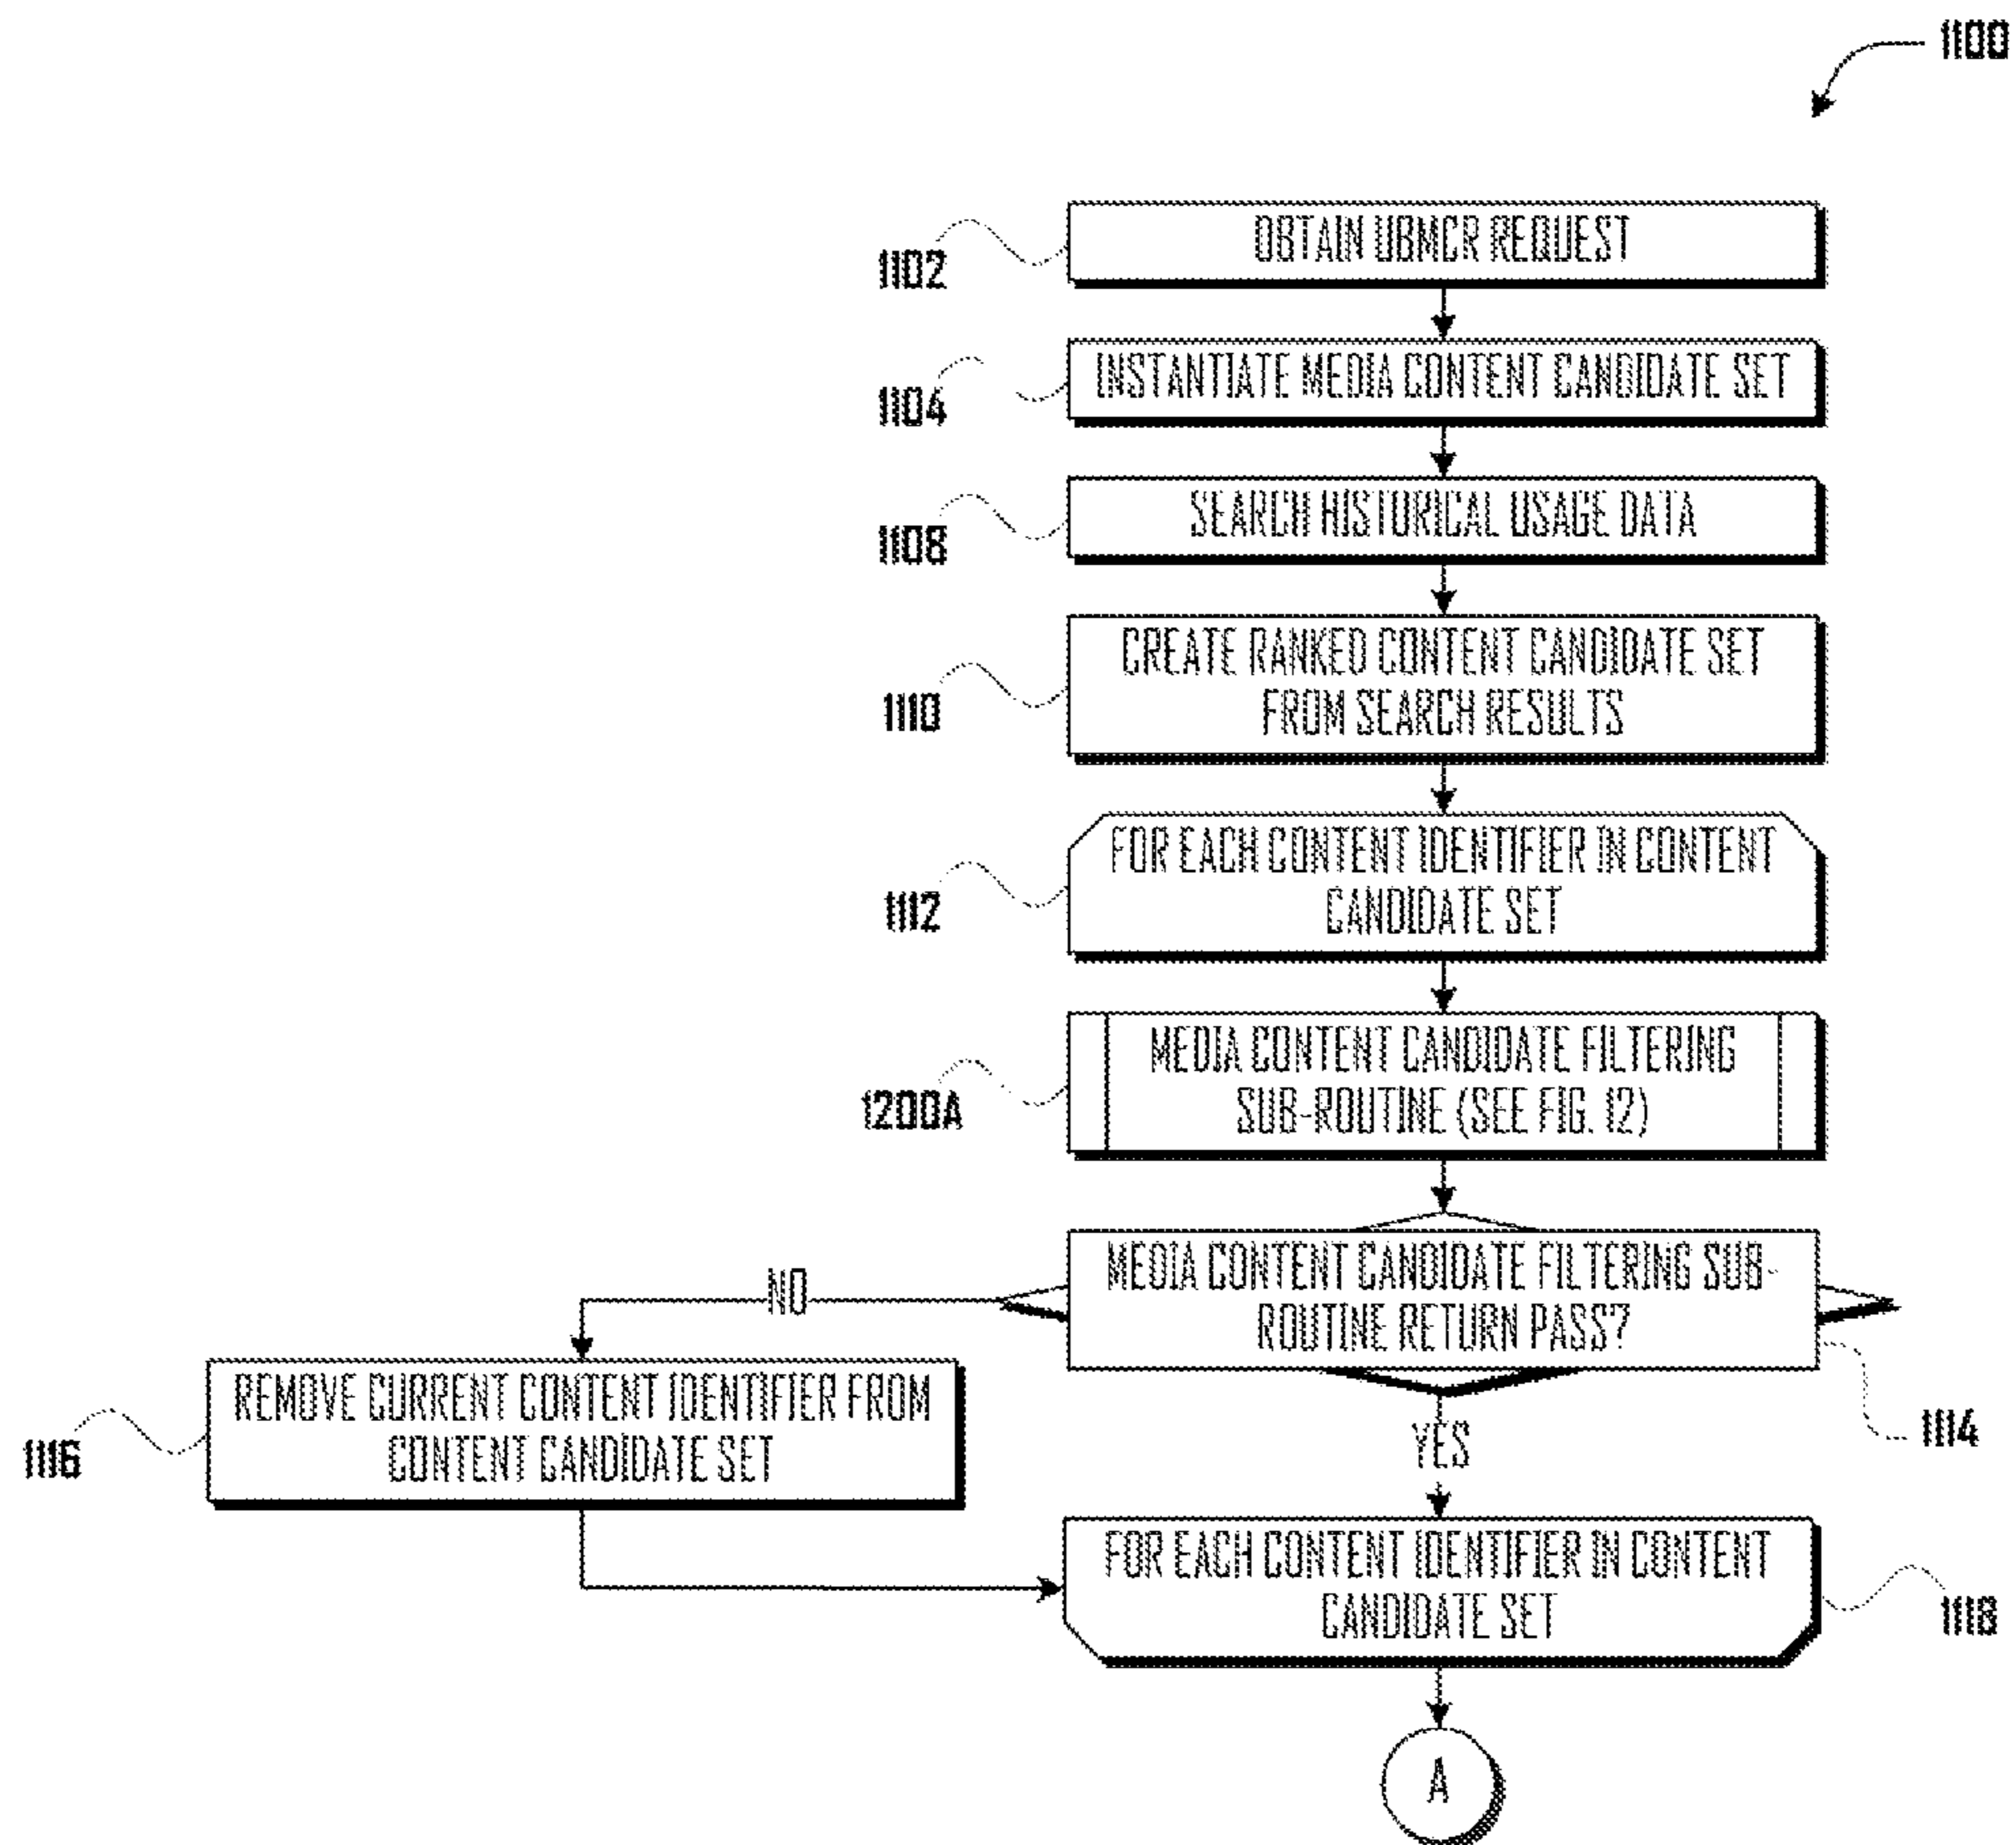 1100
OBTAIN UBMCR REQUEST
1102
INSTANTIATE MEDIA CONTENT CANDIDATE SET
1104
SEARCH HISTORICAL USAGE DATA
1108
CREATE RANKED CONTENT CANDIDATE SET
FROM SEARCH RESULTS
1110
FOR EACH CONTENT IDENTIFIER IN CONTENT
CANDIDATE SET
1112
MEDIA CONTENT CANDIDATE FILTERING
SUB-ROUTINE (SEE FIG. 12)
1200A
MEDIA CONTENT CANDIDATE FILTERING SUB-
ROUTINE RETURN PASS?
1114
NO
REMOVE CURRENT CONTENT IDENTIFIER FROM
CONTENT CANDIDATE SET
1116
YES
FOR EACH CONTENT IDENTIFIER IN CONTENT
CANDIDATE SET
1118
A